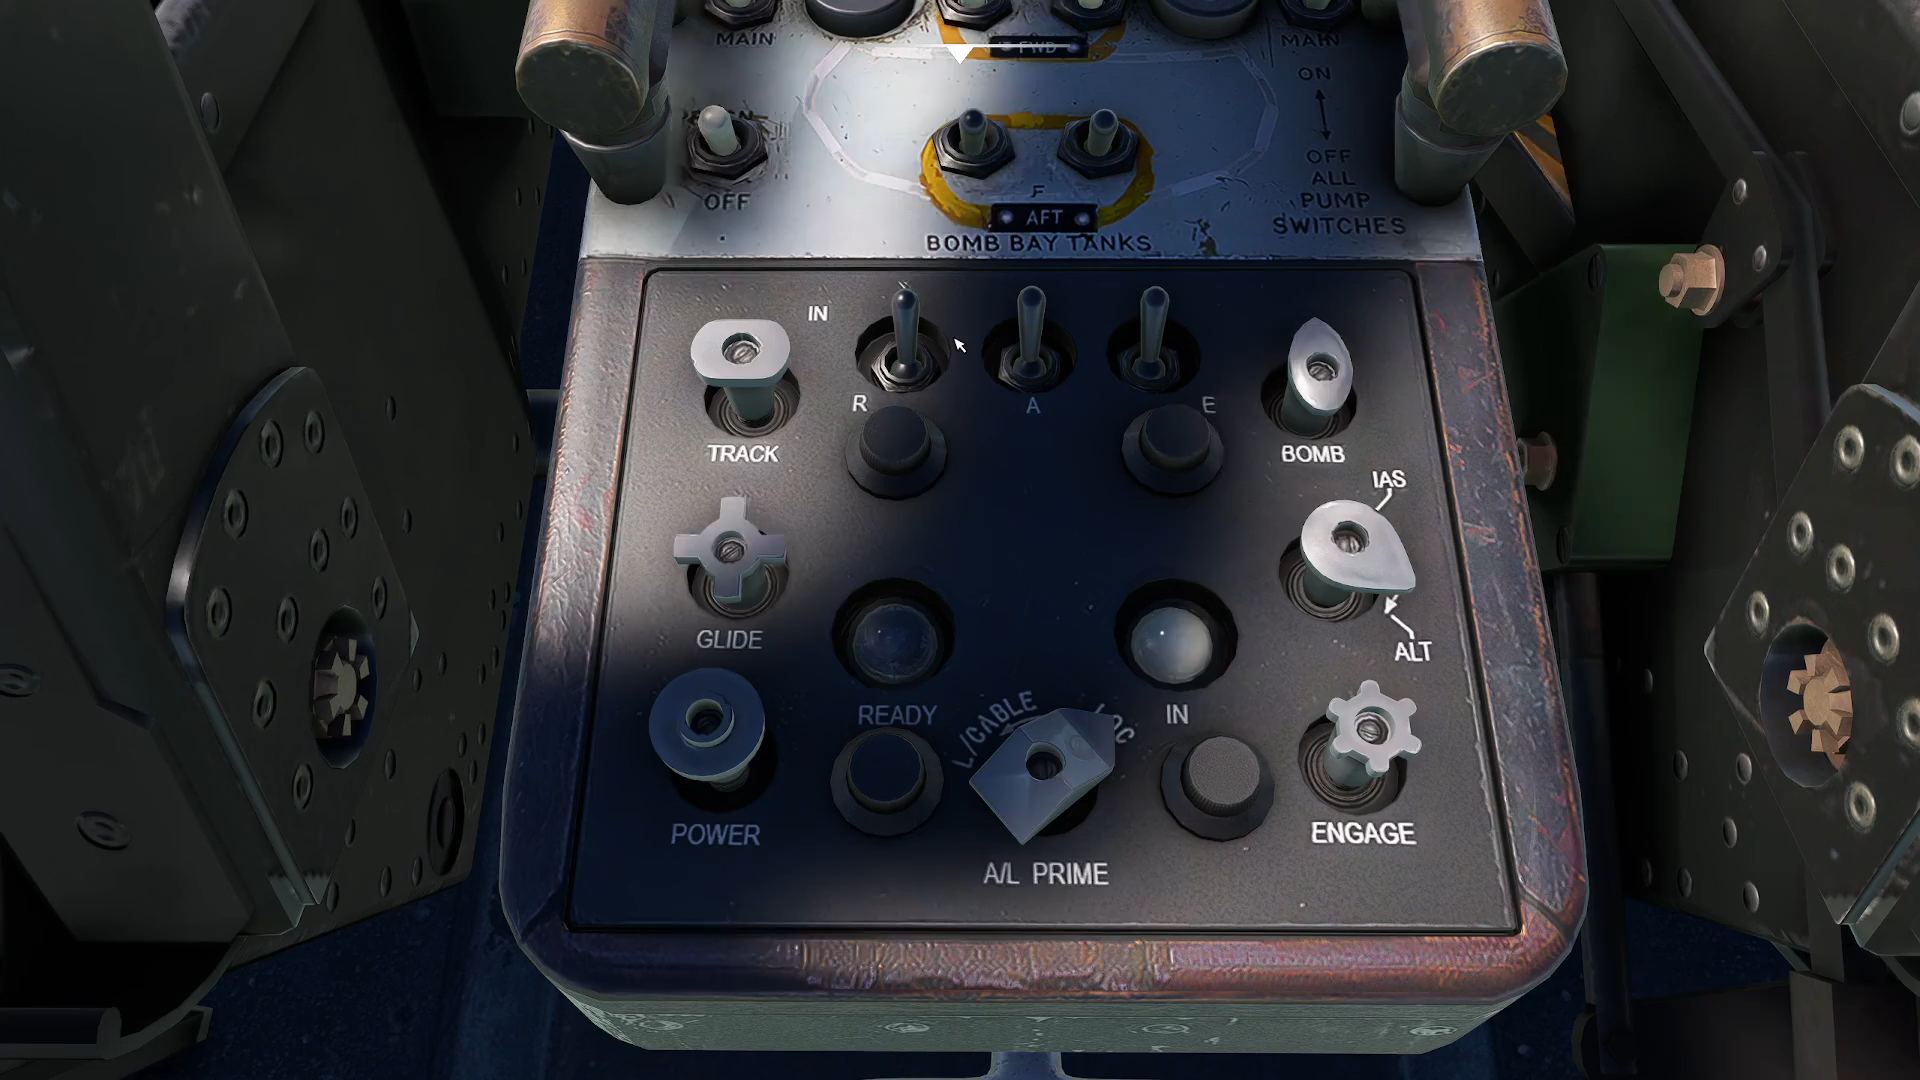 MAIN
MAIN
FWD
ON
OFF
ALL
PUMP
SWITCHES
OFF
F
AFT
BOMB BAY TANKS
IN
R
A
E
TRACK
BOMB
IAS
GLIDE
ALT
READY
L/CABLE
LOC
IN
POWER
ENGAGE
A/L PRIME